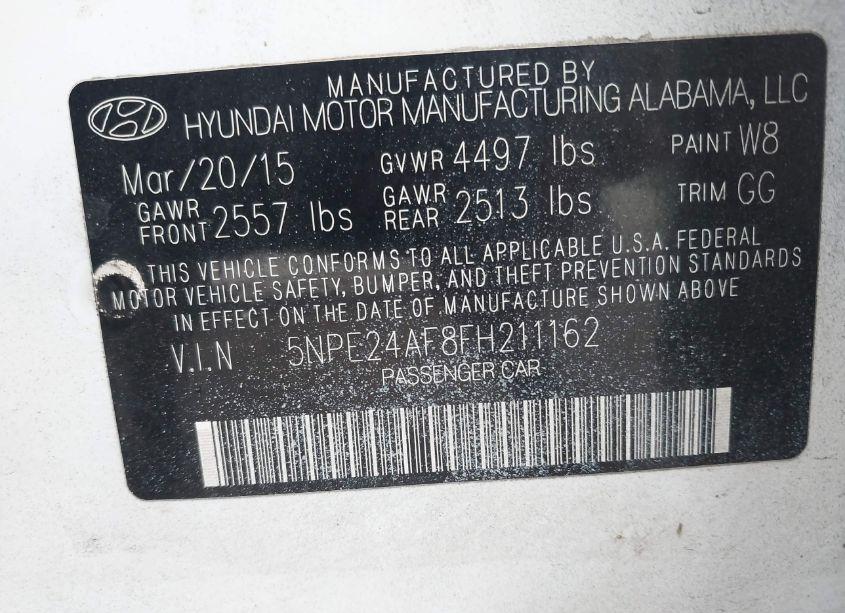 MANUFACTURED BY
HYUNDAI MOTOR MANUFACTURING ALABAMA, LLC
Mar/20/15 GVWR 4497 lbs PAINT W8
GAWR FRONT 2557 lbs GAWR REAR 2513 lbs TRIM GG
THIS VEHICLE CONFORMS TO ALL APPLICABLE U.S.A. FEDERAL
MOTOR VEHICLE SAFETY, BUMPER, AND THEFT PREVENTION STANDARDS
IN EFFECT ON THE DATE OF MANUFACTURE SHOWN ABOVE
V.I.N 5NPE24AF8FH211162
PASSENGER CAR